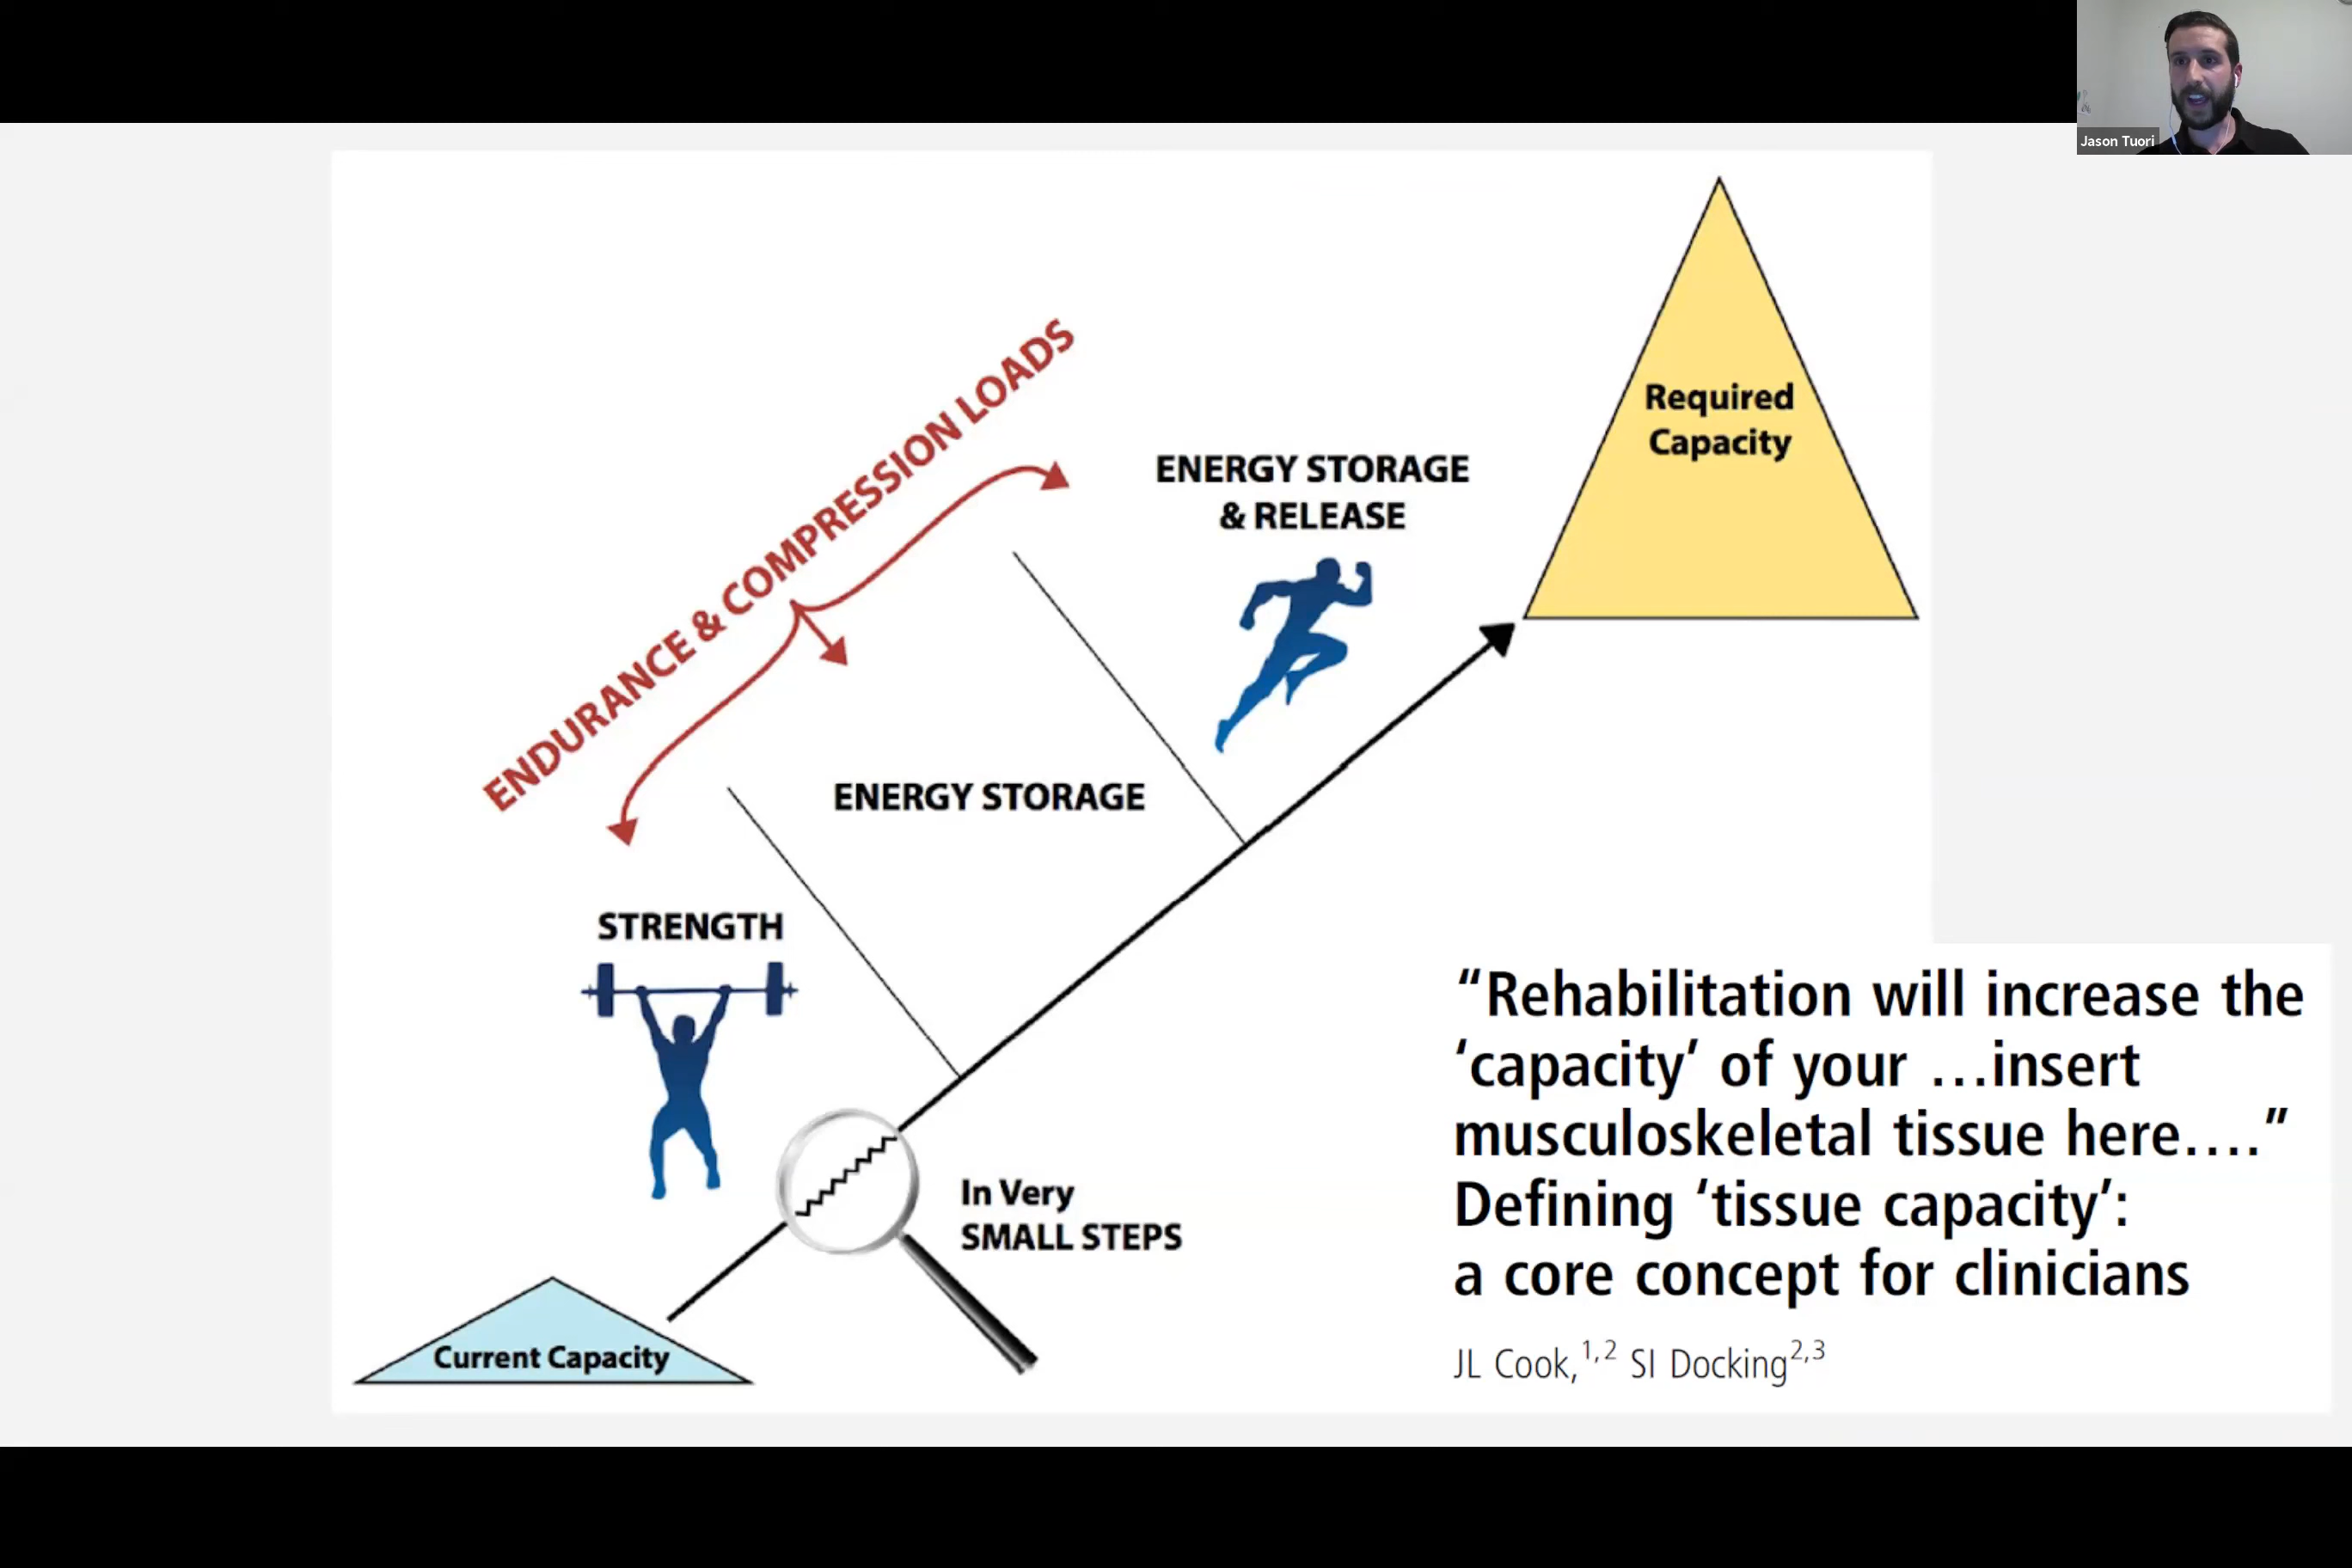 Jason Tuori
Required
Capacity
ENDURANCE & COMPRESSION LOADS
ENERGY STORAGE
& RELEASE
ENERGY STORAGE
STRENGTH
In Very
SMALL STEPS
Current Capacity
“Rehabilitation will increase the
‘capacity’ of your …insert
musculoskeletal tissue here….”
Defining ‘tissue capacity’:
a core concept for clinicians
JL Cook,1,2 SI Docking2,3